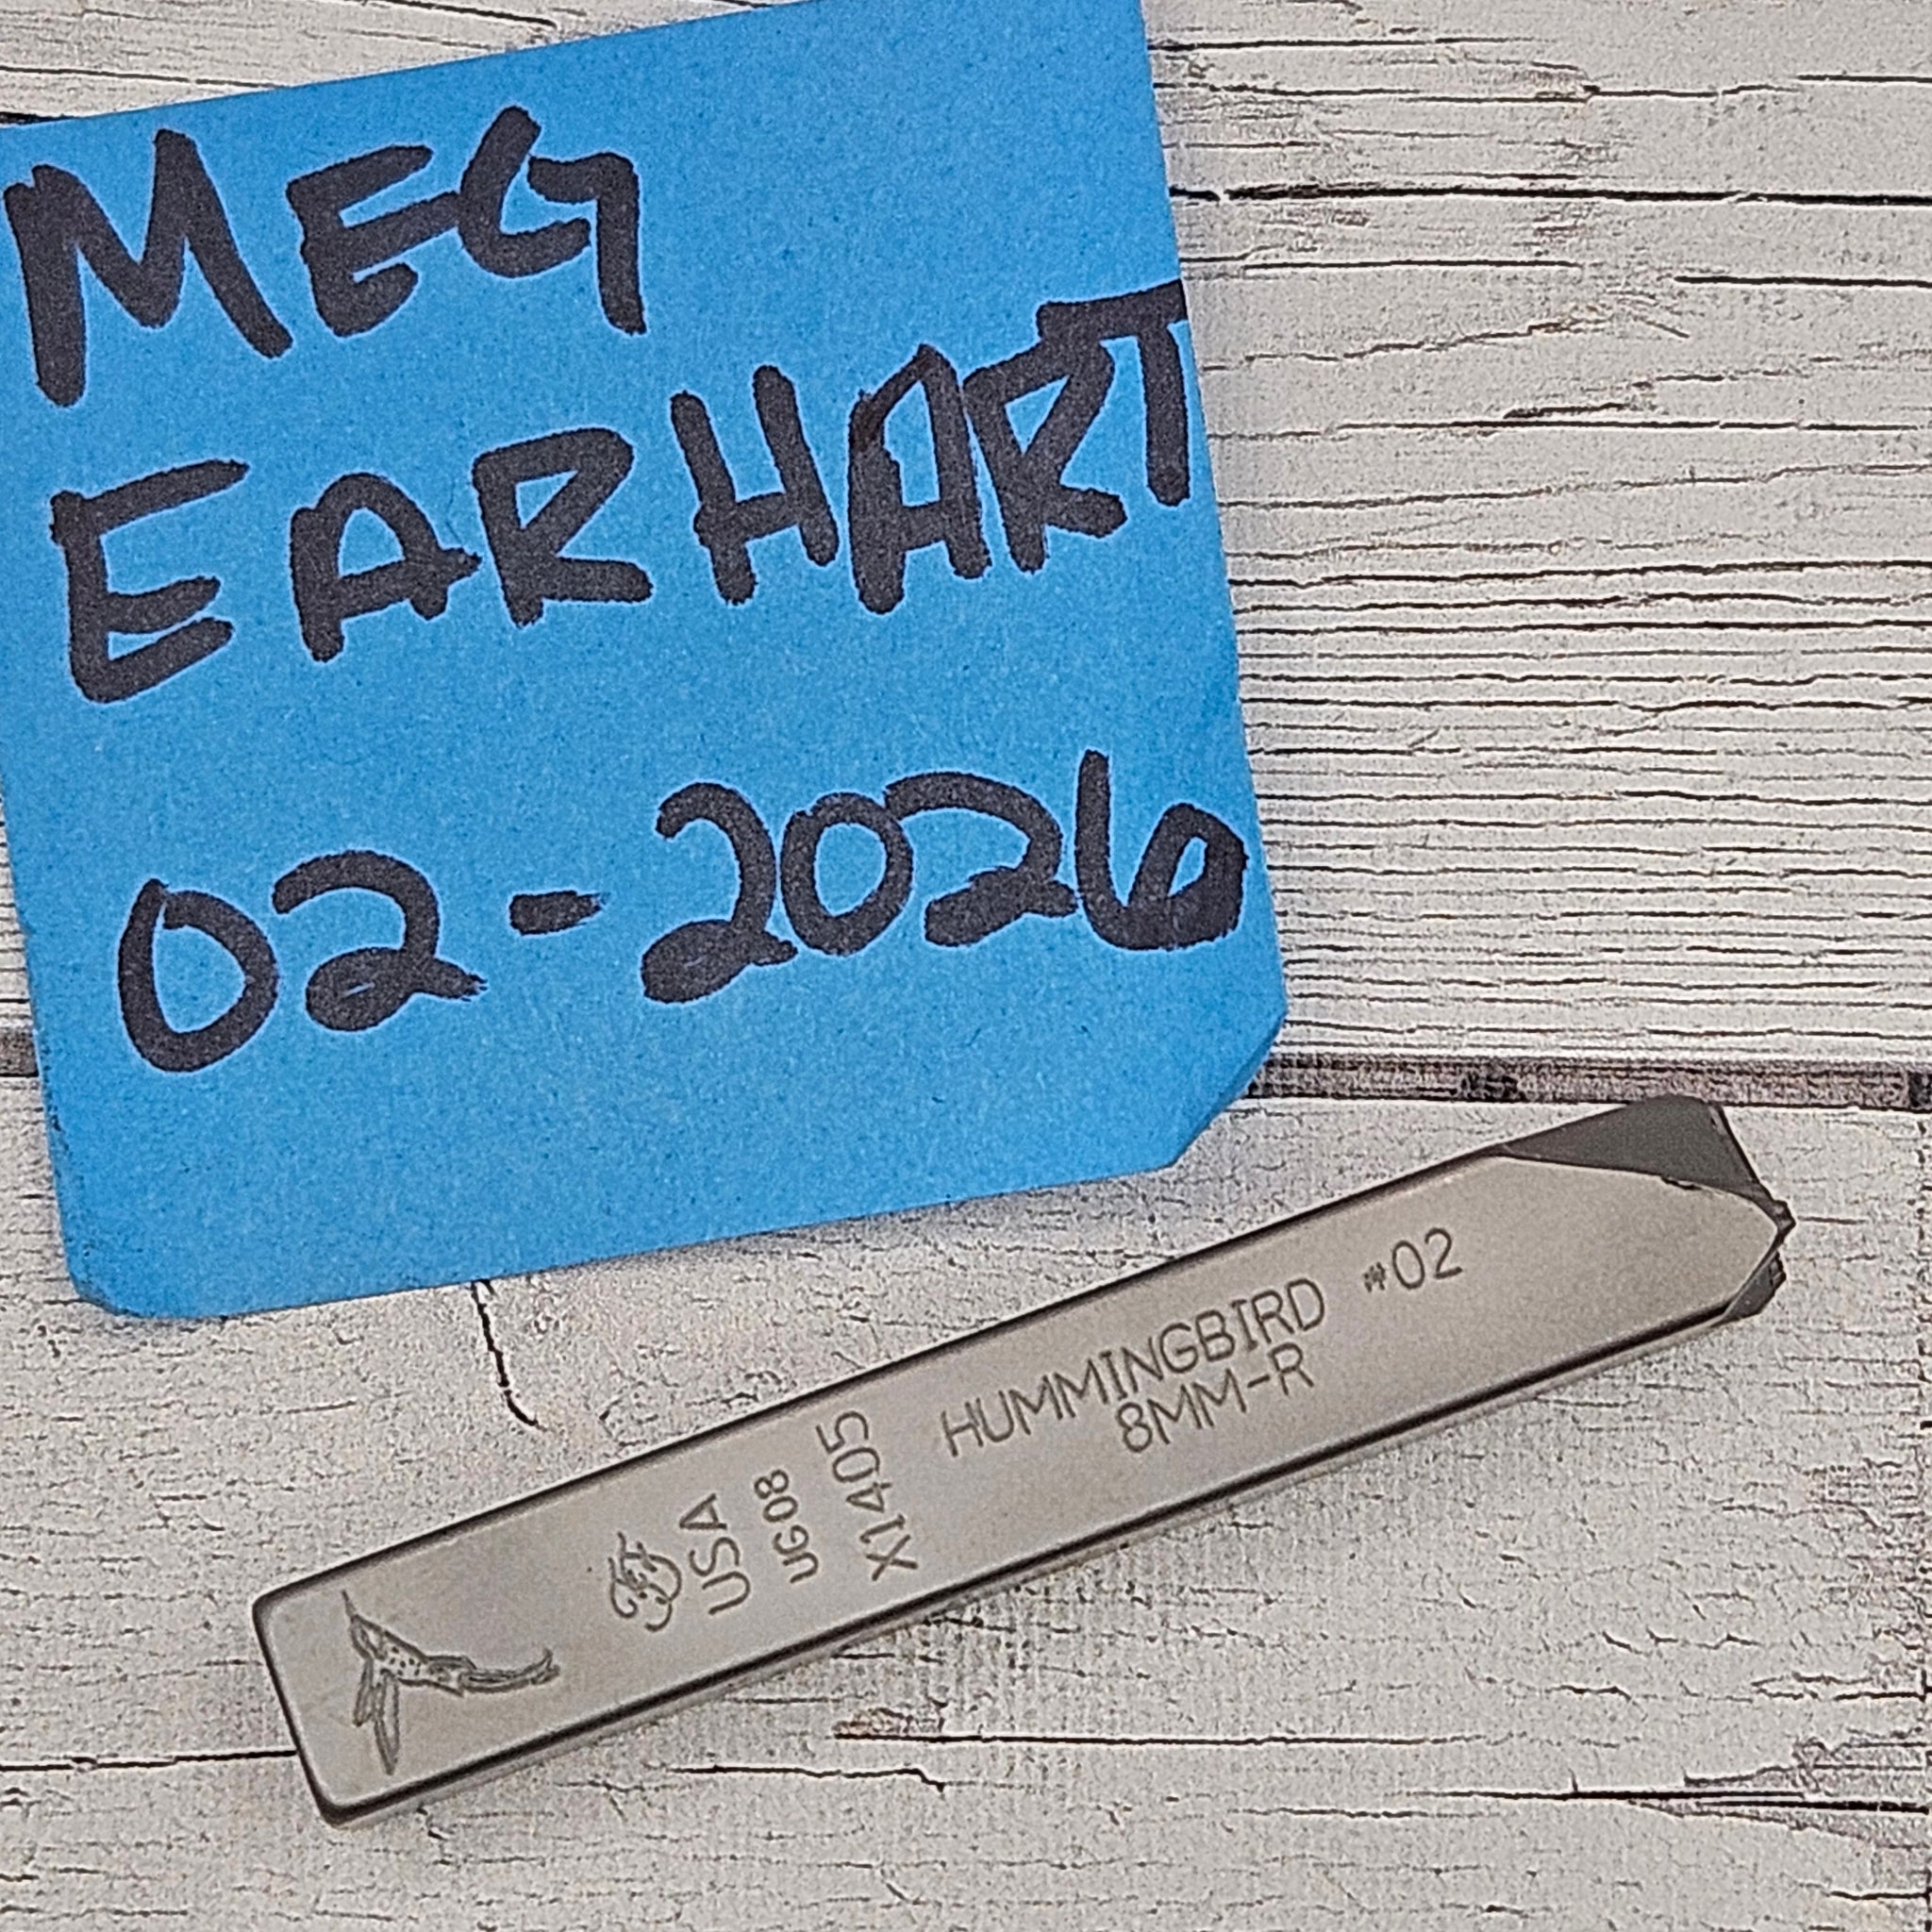 MEG
EARHART
02-2026
USA
UG08
X1405
HUMMINGBIRD #02
8MM-R